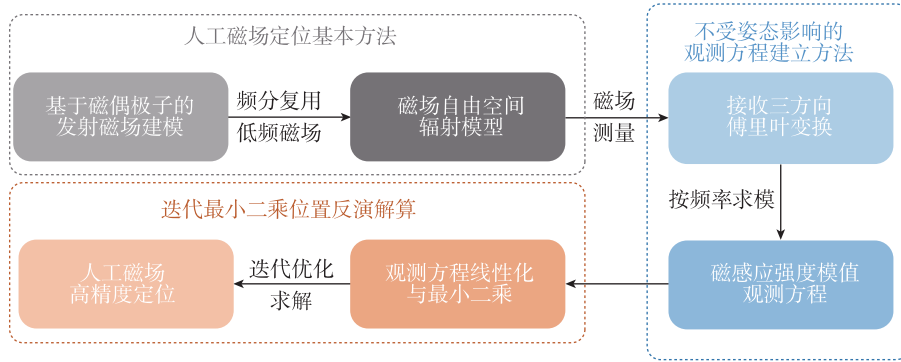 人工磁场定位基本方法
基于磁偶极子的
发射磁场建模
频分复用
低频磁场
磁场自由空间
辐射模型
磁场
测量
不受姿态影响的
观测方程建立方法
接收三方向
傅里叶变换
按频率求模
磁感应强度模值
观测方程
迭代最小二乘位置反演解算
观测方程线性化
与最小二乘
迭代优化
求解
人工磁场
高精度定位